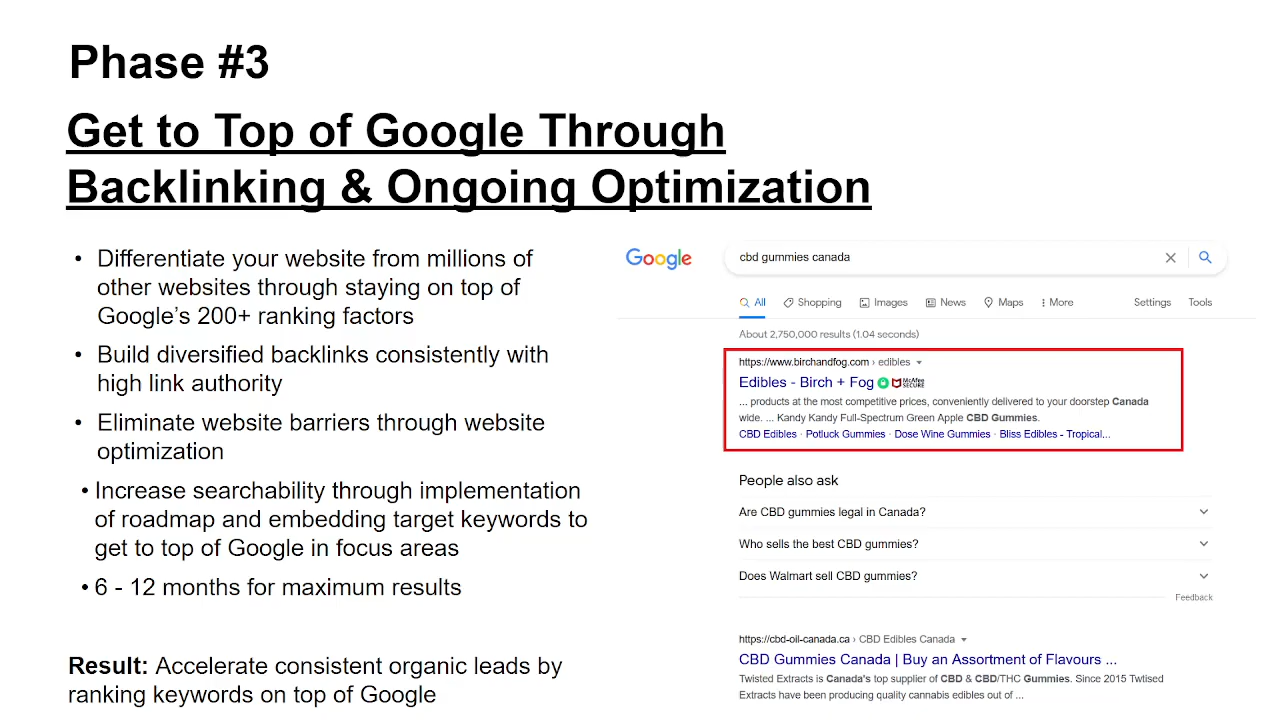 Phase #3
Get to Top of Google Through
Backlinking & Ongoing Optimization
• Differentiate your website from millions of
other websites through staying on top of
Google’s 200+ ranking factors
• Build diversified backlinks consistently with
high link authority
• Eliminate website barriers through website
optimization
• Increase searchability through implementation
of roadmap and embedding target keywords to
get to top of Google in focus areas
• 6 - 12 months for maximum results
Result: Accelerate consistent organic leads by
ranking keywords on top of Google
Google
cbd gummies canada
All Shopping Images News Maps More Settings Tools
About 2,750,000 results (1.04 seconds)
https://www.birchandfog.com › edibles
Edibles - Birch + Fog McAfee SECURE
... products at the most competitive prices, conveniently delivered to your doorstep Canada
wide. ... Kandy Kandy Full-Spectrum Green Apple CBD Gummies.
CBD Edibles · Potluck Gummies · Dose Wine Gummies · Bliss Edibles - Tropical...
People also ask
Are CBD gummies legal in Canada?
Who sells the best CBD gummies?
Does Walmart sell CBD gummies?
Feedback
https://cbd-oil-canada.ca › CBD Edibles Canada
CBD Gummies Canada | Buy an Assortment of Flavours ...
Twisted Extracts is Canada's top supplier of CBD & CBD/THC Gummies. Since 2015 Twtised
Extracts have been producing quality cannabis edibles out of ...